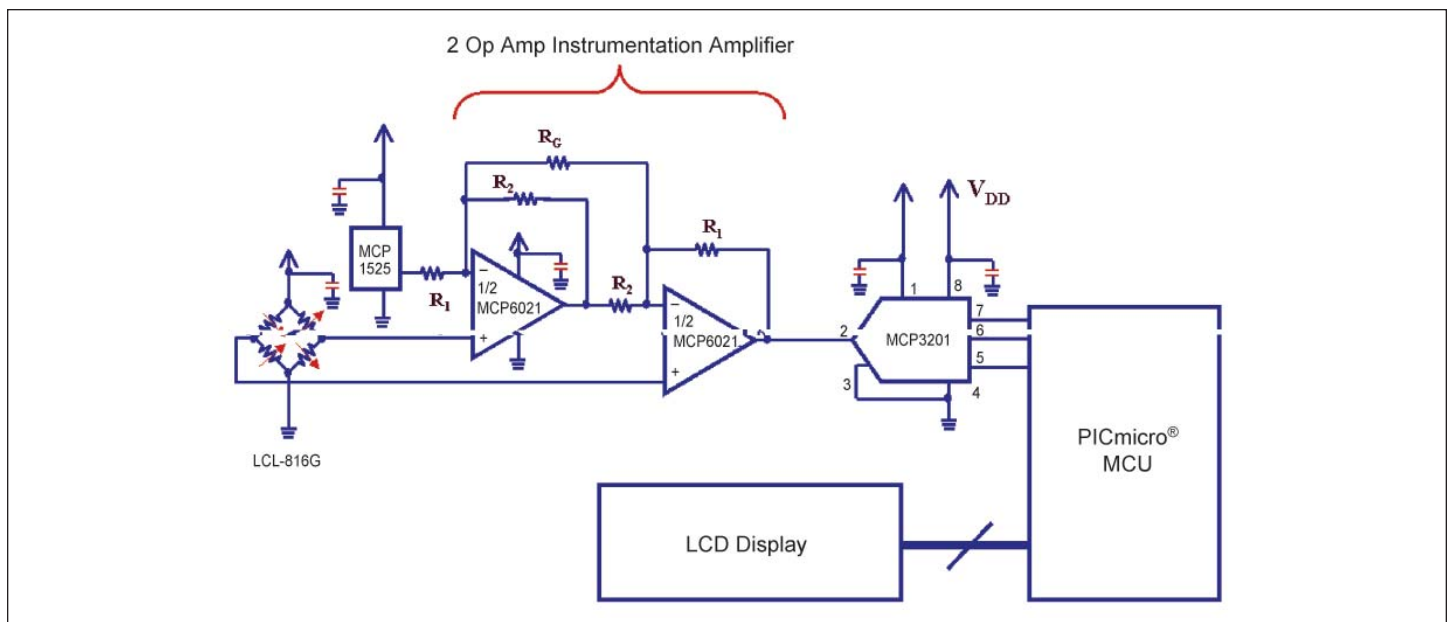 2 Op Amp Instrumentation Amplifier
RG
R2
R1
VDD
MCP
1525
R1
−
1/2
MCP6021
+
R2
−
1/2
MCP6021
+
1
8
2
MCP3201
7
6
5
3
4
LCL-816G
PICmicro®
MCU
LCD Display